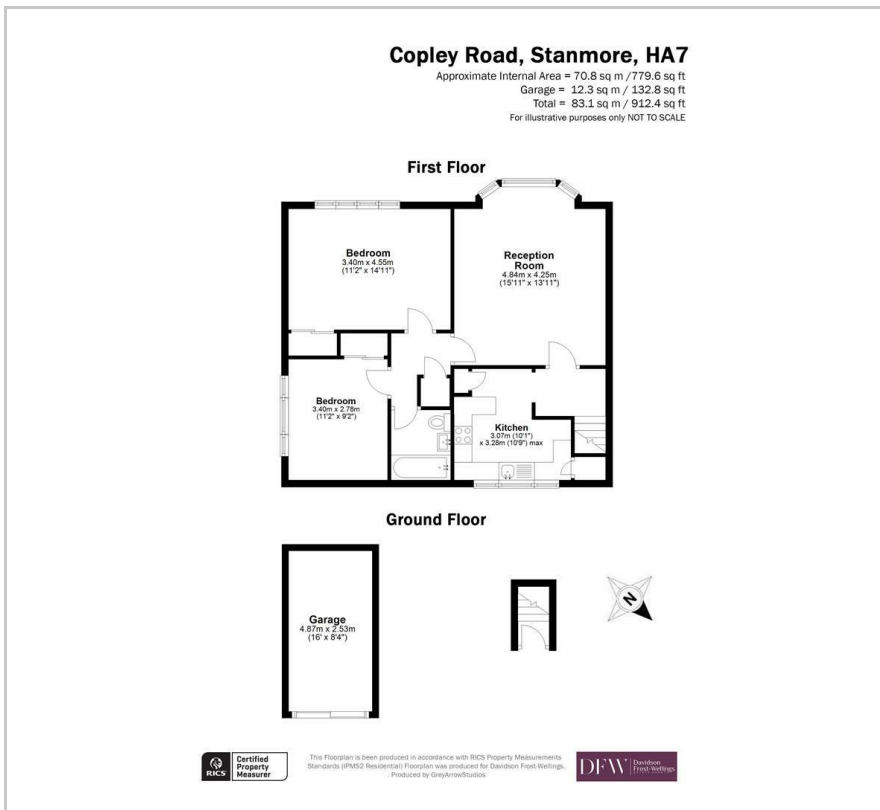 Copley Road, Stanmore, HA7
Approximate Internal Area = 70.8 sq m /779.6 sq ft
Garage = 12.3 sq m / 132.8 sq ft
Total = 83.1 sq m / 912.4 sq ft
For illustrative purposes only NOT TO SCALE
First Floor
Bedroom
3.40m x 4.55m
(11'2" x 14'11")
Reception
Room
4.84m x 4.25m
(15'11" x 13'11")
Bedroom
3.40m x 2.78m
(11'2" x 9'2")
Kitchen
3.07m (10'1")
x 3.28m (10'9") max
Ground Floor
Garage
4.87m x 2.53m
(16' x 8'4")
N
RICS
Certified
Property
Measurer
This Floorplan is been produced in accordance with RICS Property Measurements
Standards (IPMS2 Residential) Floorplan was produced for Davidson Frost-Wellings.
Produced by GreyArrowStudios
DFW
Davidson
Frost-Wellings